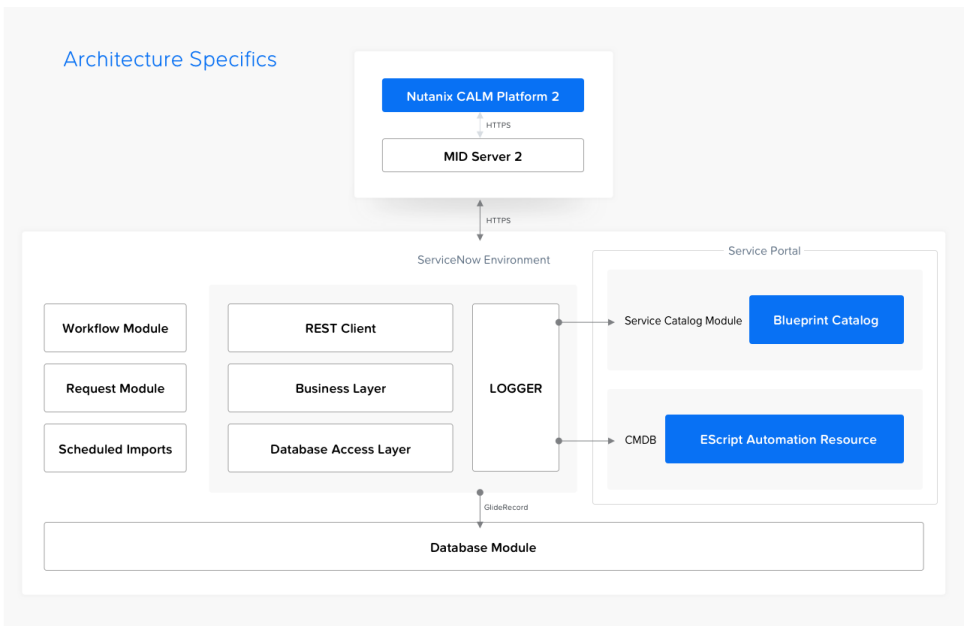 Architecture Specifics
Nutanix CALM Platform 2
HTTPS
MID Server 2
HTTPS
ServiceNow Environment
Service Portal
Workflow Module
Request Module
Scheduled Imports
REST Client
Business Layer
Database Access Layer
LOGGER
Service Catalog Module
Blueprint Catalog
CMDB
EScript Automation Resource
GlideRecord
Database Module